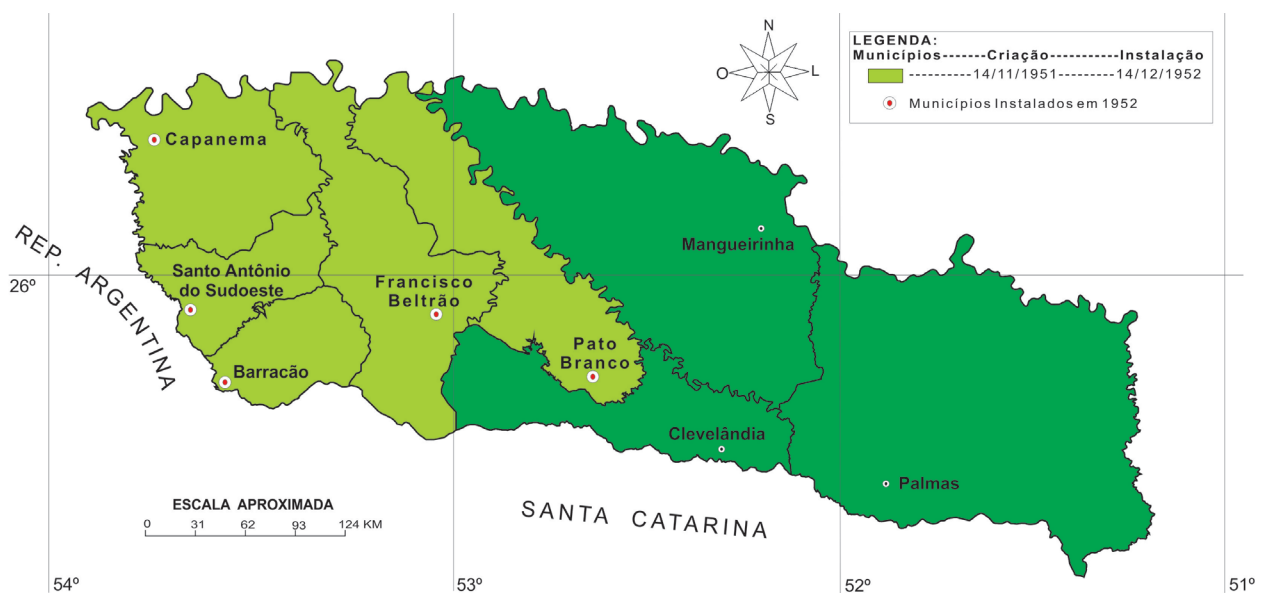 N
O
L
S
LEGENDA:
Municípios------Criação----------Instalação
---------14/11/1951------14/12/1952
Municípios Instalados em 1952
Capanema
Mangueirinha
REP. ARGENTINA
26º
Santo Antônio
do Sudoeste
Francisco
Beltrão
Pato
Branco
Barracão
Clevelândia
Palmas
ESCALA APROXIMADA
0 31 62 93 124 KM
SANTA CATARINA
54º
53º
52º
51º